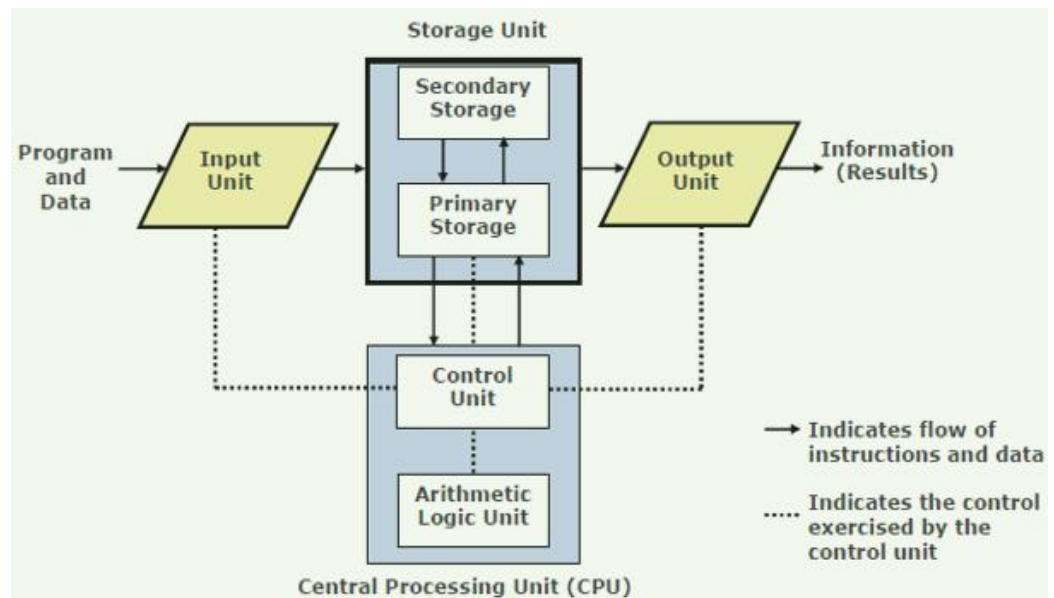 Storage Unit
Secondary
Storage
Program
and
Data
Input
Unit
Primary
Storage
Output
Unit
Information
(Results)
Control
Unit
Arithmetic
Logic Unit
Central Processing Unit (CPU)
Indicates flow of
instructions and data
Indicates the control
exercised by the
control unit